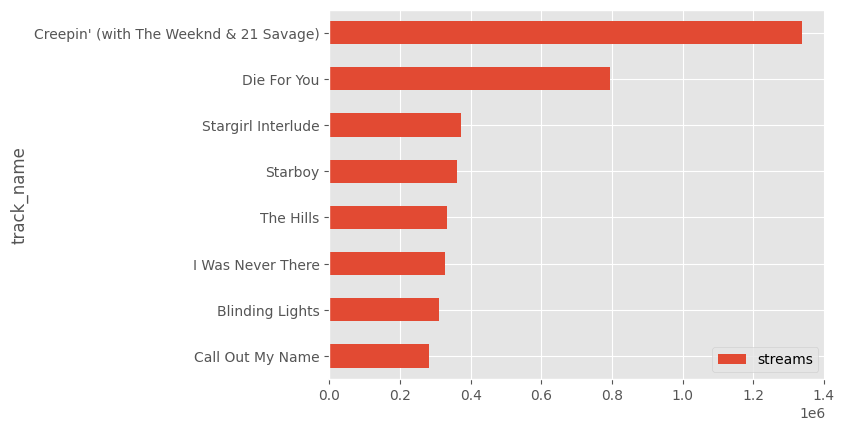 Creepin' (with The Weeknd & 21 Savage)
Die For You
Stargirl Interlude
Starboy
The Hills
I Was Never There
Blinding Lights
Call Out My Name
track_name
streams
0.0 0.2 0.4 0.6 0.8 1.0 1.2 1.4
1e6